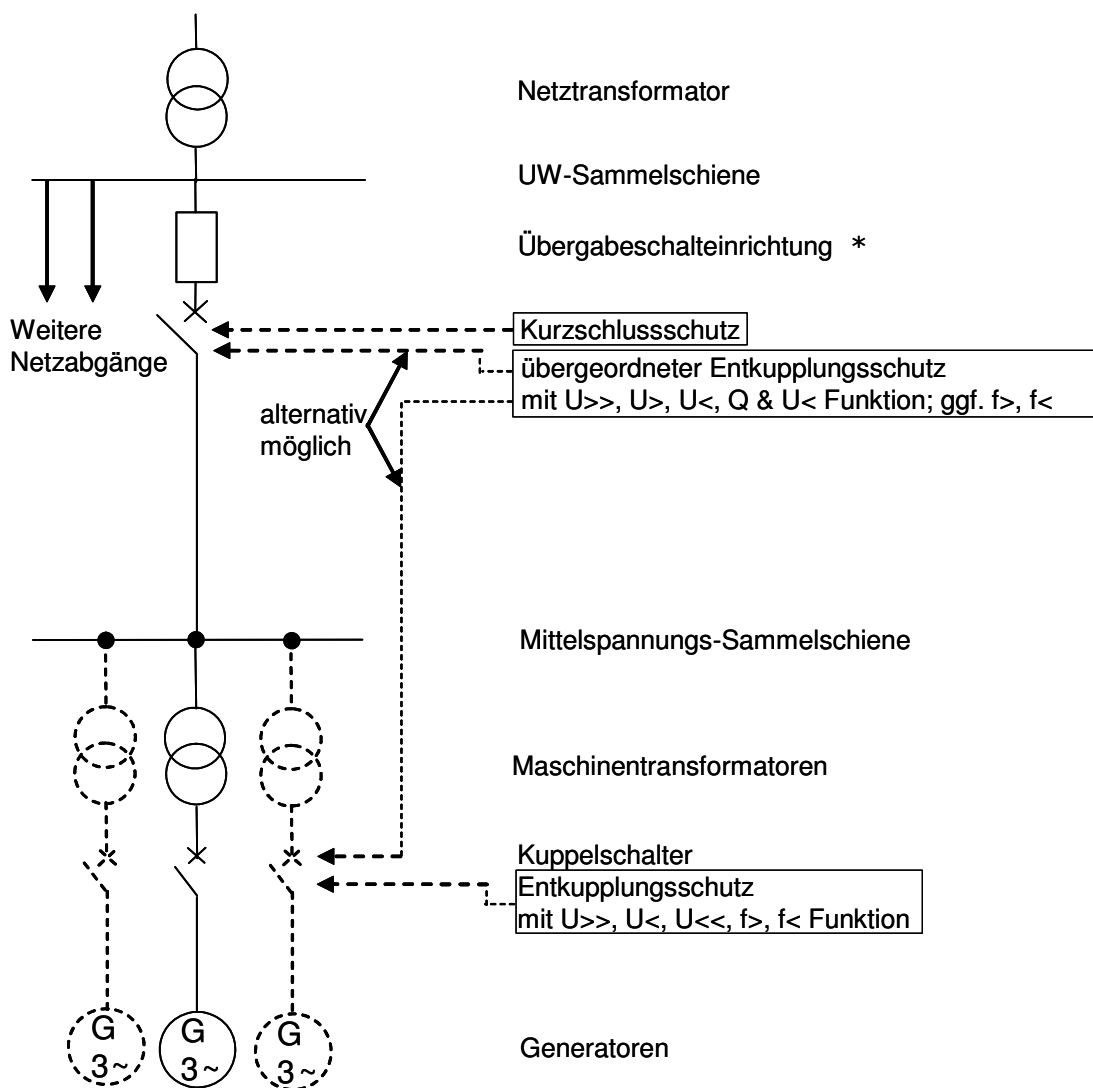 Netztransformator
UW-Sammelschiene
Übergabeschalteinrichtung *
Weitere
Netzabgänge
Kurzschlussschutz
übergeordneter Entkupplungsschutz
mit U>>, U>, U<, Q & U< Funktion; ggf. f>, f<
alternativ
möglich
Mittelspannungs-Sammelschiene
Maschinentransformatoren
Kuppelschalter
Entkupplungsschutz
mit U>>, U<, U<<, f>, f< Funktion
G
3~
G
3~
G
3~
Generatoren